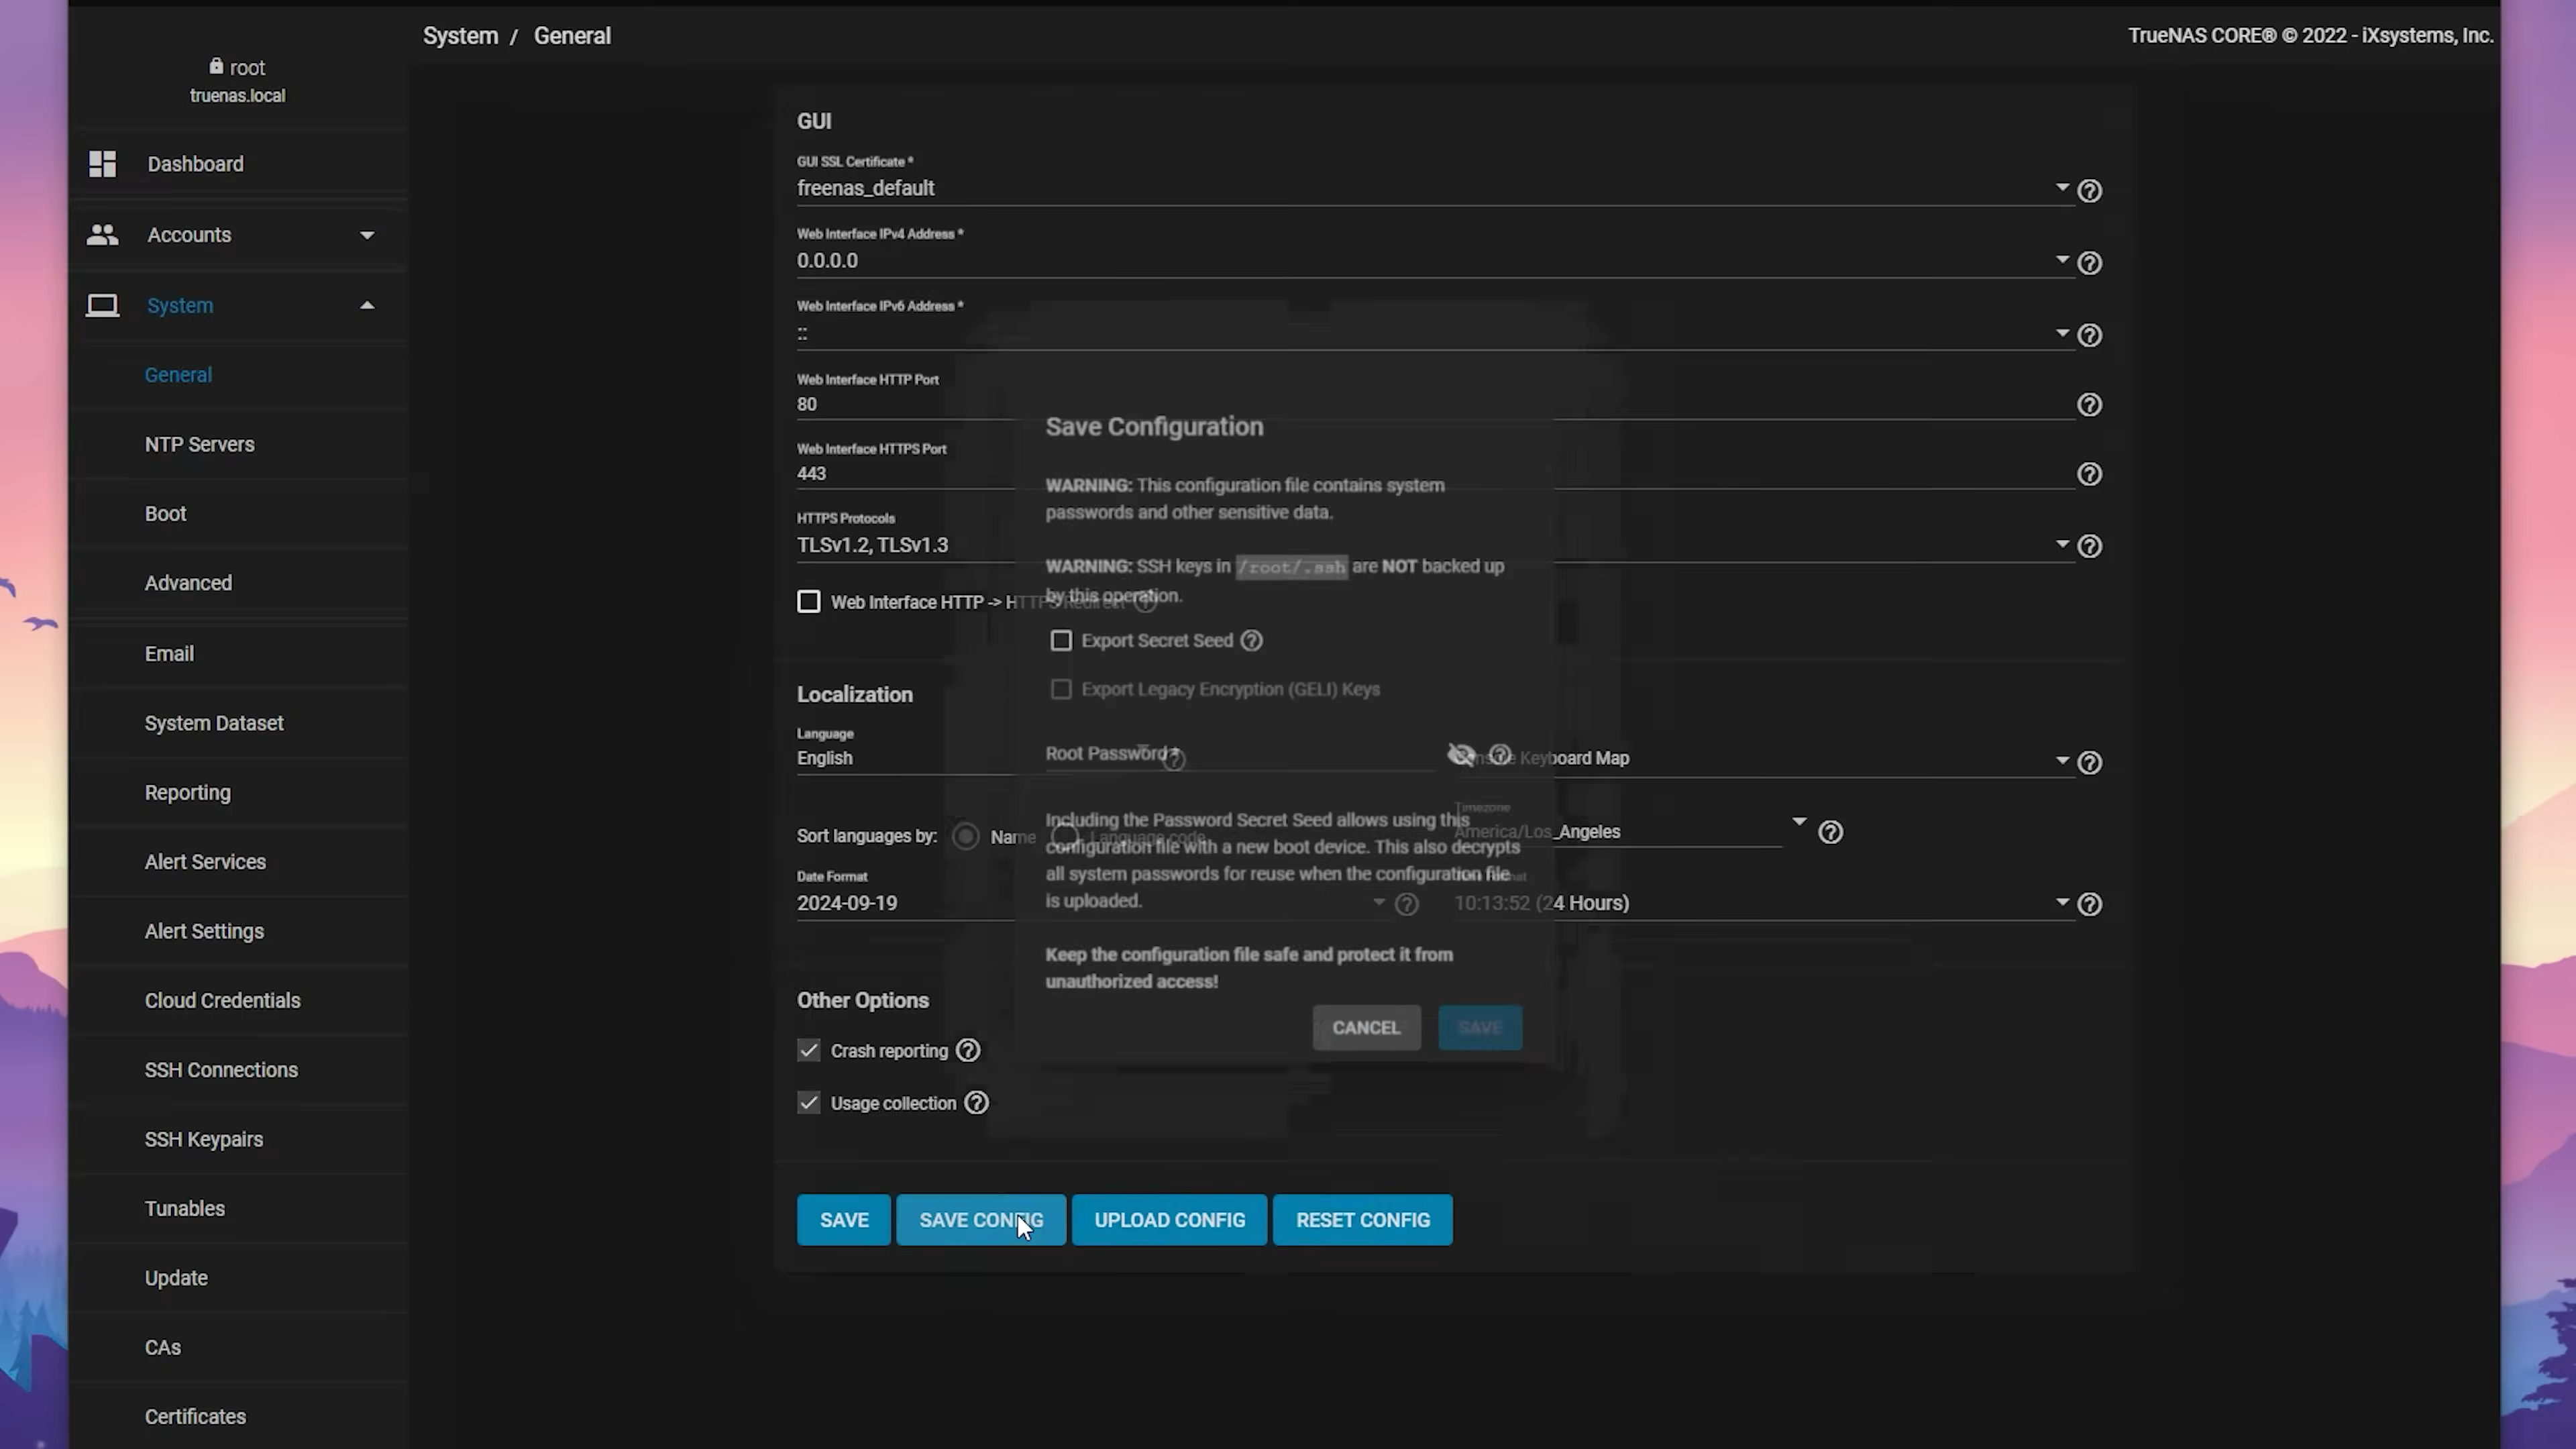 System / General
TrueNAS CORE® © 2022 - iXsystems, Inc.
root
truenas.local
Dashboard
Accounts
System
General
NTP Servers
Boot
Advanced
Email
System Dataset
Reporting
Alert Services
Alert Settings
Cloud Credentials
SSH Connections
SSH Keypairs
Tunables
Update
CAs
Certificates
GUI
GUI SSL Certificate *
freenas_default
Web Interface IPv4 Address *
0.0.0.0
Web Interface IPv6 Address *
::
Web Interface HTTP Port
80
Web Interface HTTPS Port
443
HTTPS Protocols
TLSv1.2, TLSv1.3
Web Interface HTTP -> HTTPS Redirect
Localization
Language
English
Console Keyboard Map
Sort languages by: Name Language code
Timezone
America/Los_Angeles
Date Format
2024-09-19
10:13:52 (24 Hours)
Other Options
Crash reporting
Usage collection
SAVE
SAVE CONFIG
UPLOAD CONFIG
RESET CONFIG
Save Configuration
WARNING: This configuration file contains system
passwords and other sensitive data.
WARNING: SSH keys in /root/.ssh are NOT backed up
by this operation.
Export Secret Seed
Export Legacy Encryption (GELI) Keys
Root Password *
Including the Password Secret Seed allows using this
configuration file with a new boot device. This also decrypts
all system passwords for reuse when the configuration file
is uploaded.
Keep the configuration file safe and protect it from
unauthorized access!
CANCEL
SAVE